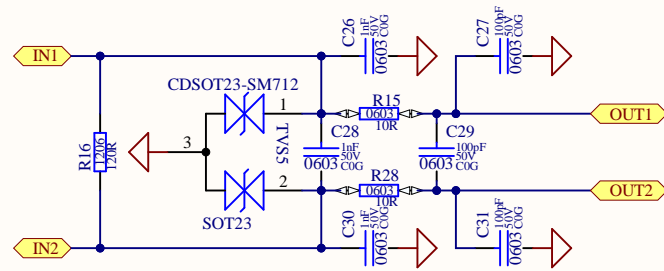 C26
1nF
50V
C0G
0603
C27
100pF
50V
C0G
0603
IN1
CDSOT23-SM712
1
TVS5
R15
0603
10R
OUT1
R16
1206
120R
3
C28
1nF
50V
C0G
0603
C29
100pF
50V
C0G
0603
2
R28
0603
10R
OUT2
SOT23
C30
1nF
50V
C0G
0603
C31
100pF
50V
C0G
0603
IN2